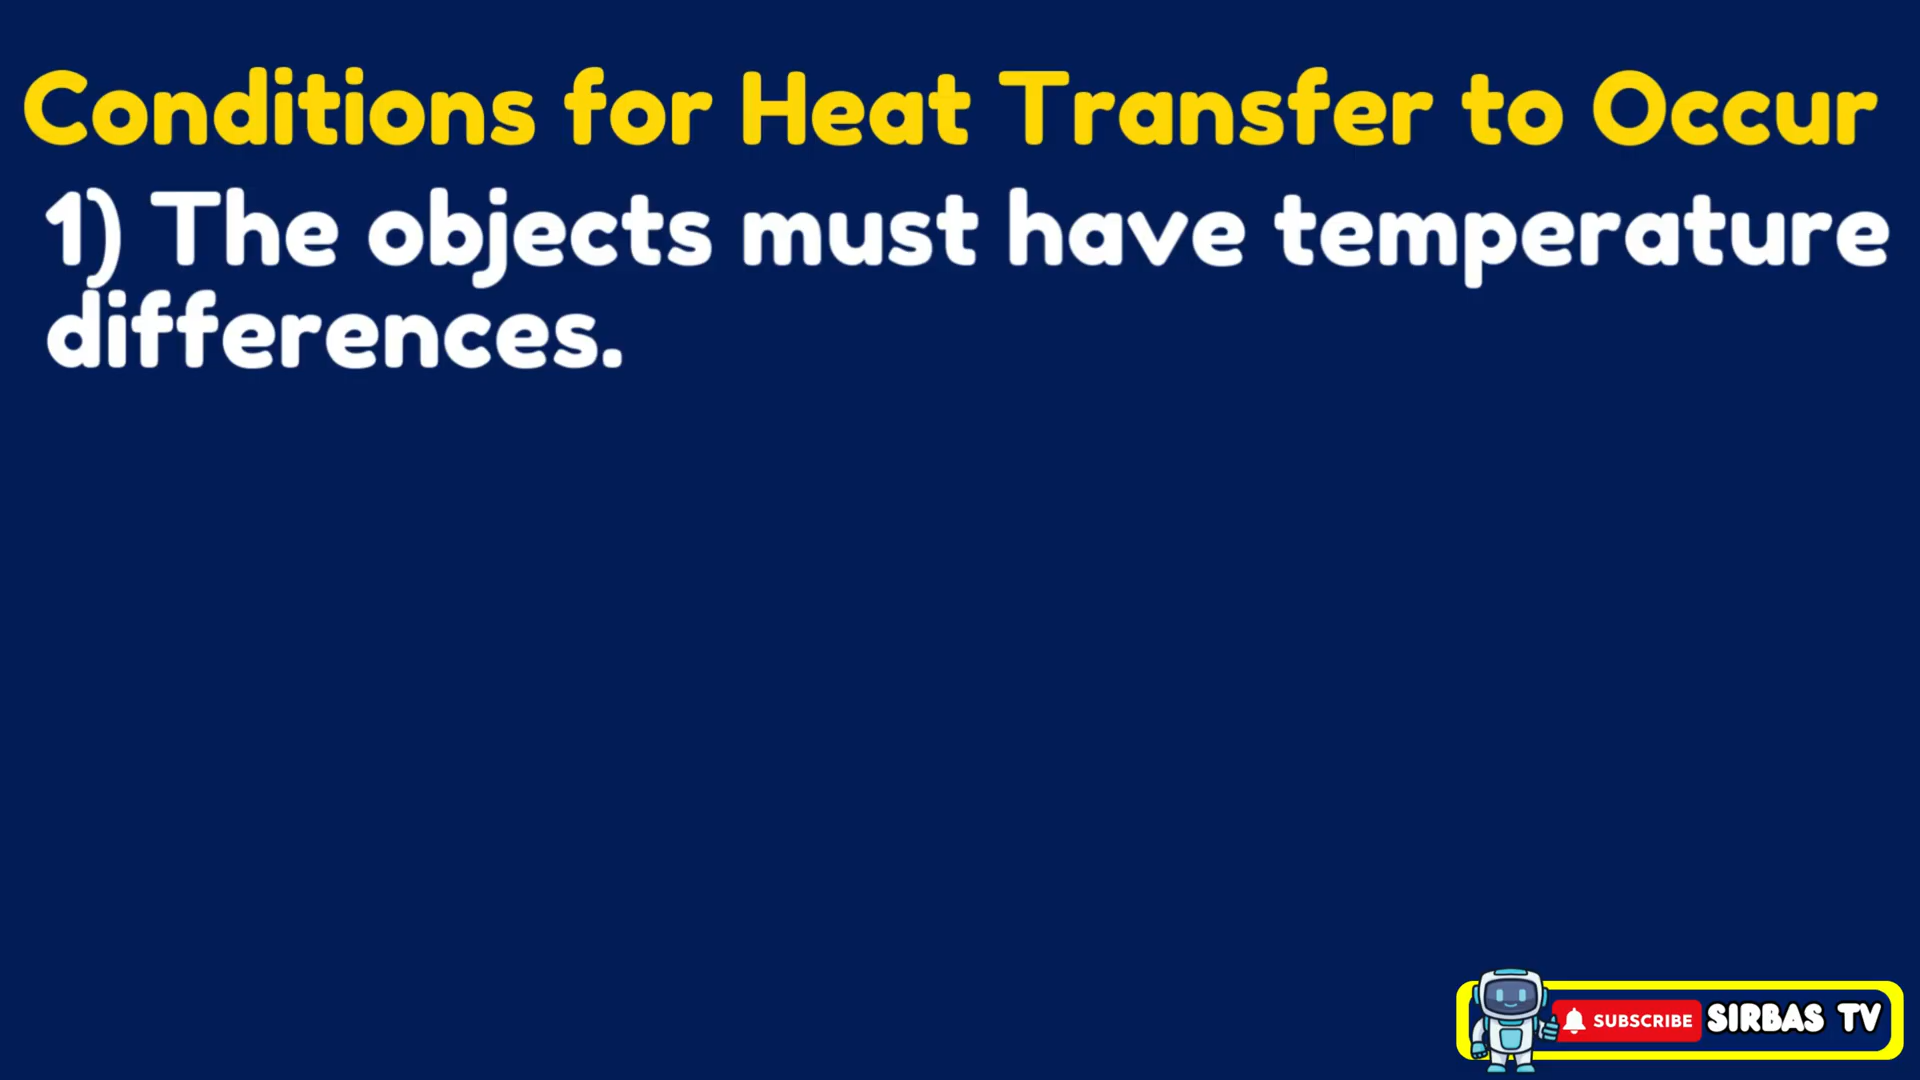 Conditions for Heat Transfer to Occur
1) The objects must have temperature
differences.
SUBSCRIBE SIRBAS TV